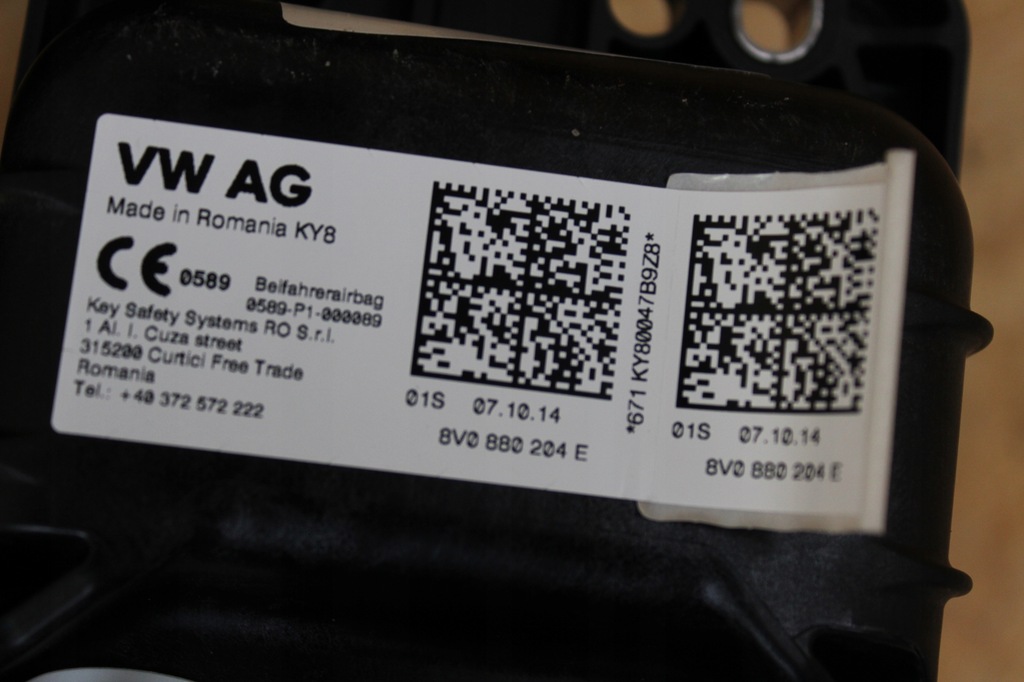 VW AG
Made in Romania KY8
CE 0589 Beifahrerairbag
0589-P1-000089
Key Safety Systems RO S.r.l.
1 Al. I. Cuza street
315200 Curtici Free Trade
Romania
Tel.: +40 372 572 222
01S 07.10.14
8V0 880 204 E
*671 KY80047B9Z8*
01S 07.10.14
8V0 880 204 E